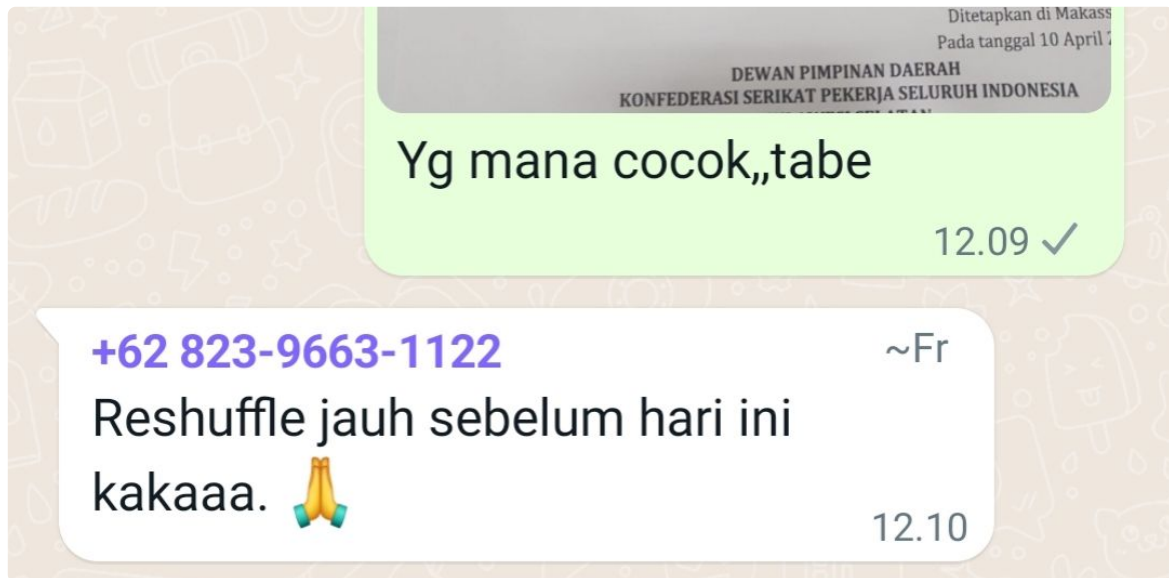 Ditetapkan di Makass
Pada tanggal 10 April
DEWAN PIMPINAN DAERAH
KONFEDERASI SERIKAT PEKERJA SELURUH INDONESIA
Yg mana cocok,,tabe
12.09
+62 823-9663-1122 ~Fr
Reshuffle jauh sebelum hari ini
kakaaa. 🙏
12.10